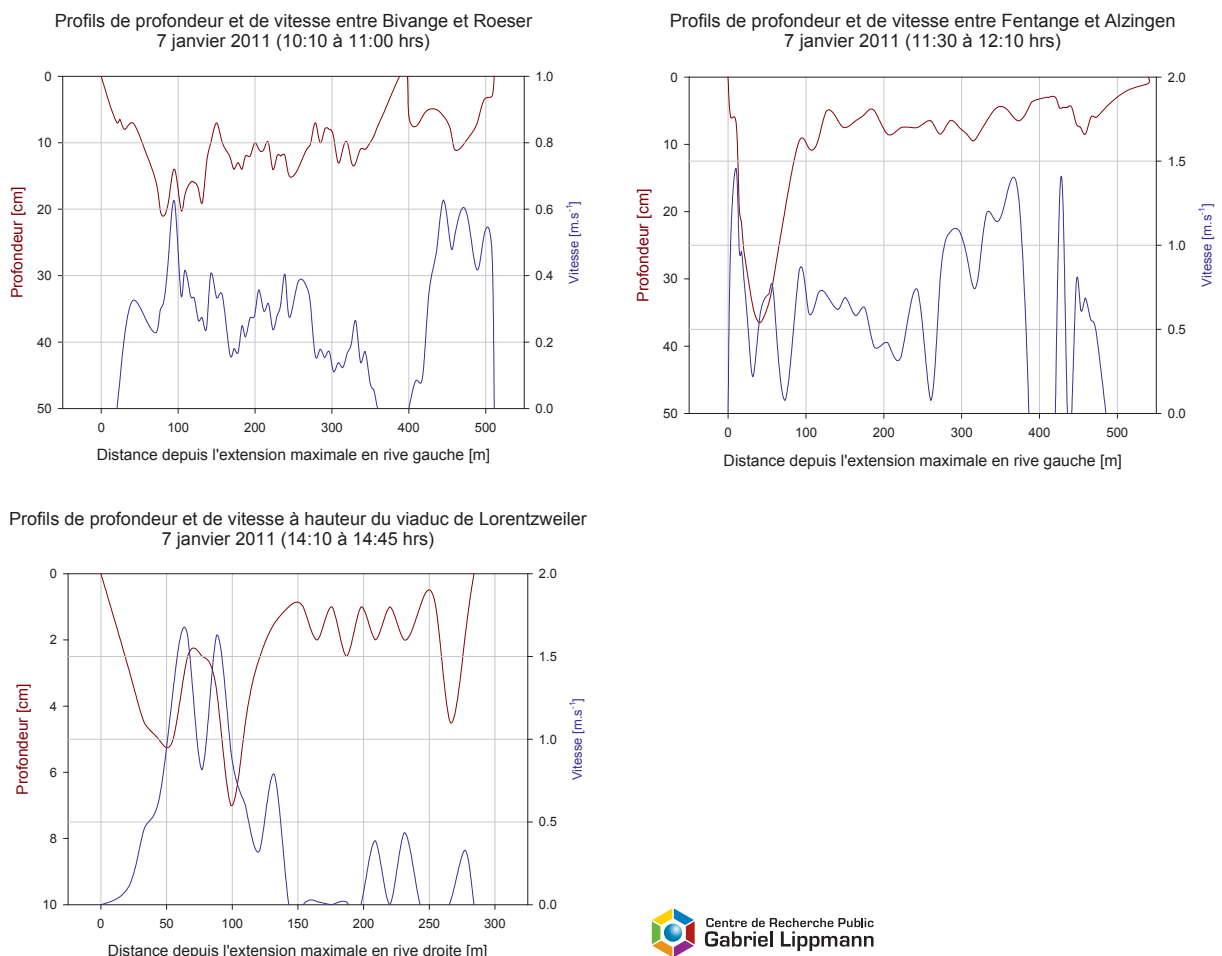 Profils de profondeur et de vitesse entre Bivange et Roeser
7 janvier 2011 (10:10 à 11:00 hrs)
0
10
20
30
40
50
Profondeur [cm]
1.0
0.8
0.6
0.4
0.2
0.0
Vitesse [m.s-1]
0 100 200 300 400 500
Distance depuis l'extension maximale en rive gauche [m]
Profils de profondeur et de vitesse entre Fentange et Alzingen
7 janvier 2011 (11:30 à 12:10 hrs)
0
10
20
30
40
50
Profondeur [cm]
2.0
1.5
1.0
0.5
0.0
Vitesse [m.s-1]
0 100 200 300 400 500
Distance depuis l'extension maximale en rive gauche [m]
Profils de profondeur et de vitesse à hauteur du viaduc de Lorentzweiler
7 janvier 2011 (14:10 à 14:45 hrs)
0
2
4
6
8
10
Profondeur [cm]
2.0
1.5
1.0
0.5
0.0
Vitesse [m.s-1]
0 50 100 150 200 250 300
Distance depuis l'extension maximale en rive droite [m]
Centre de Recherche Public
Gabriel Lippmann